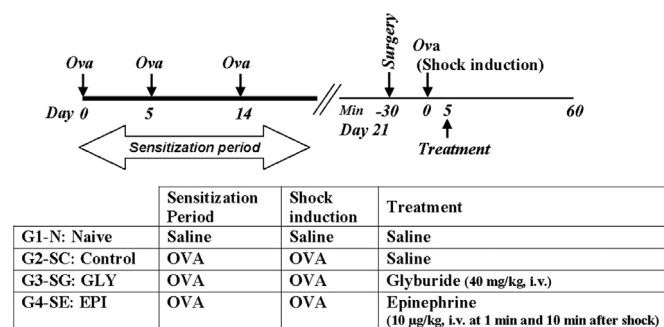 Ova Ova Ova Surgery Ova
(Shock induction)
Day 0 5 14 Min -30 0 5 60
Day 21
Sensitization period Treatment
Sensitization Period Shock induction Treatment
G1-N: Naive Saline Saline Saline
G2-SC: Control OVA OVA Saline
G3-SG: GLY OVA OVA Glyburide (40 mg/kg, i.v.)
G4-SE: EPI OVA OVA Epinephrine
(10 µg/kg, i.v. at 1 min and 10 min after shock)